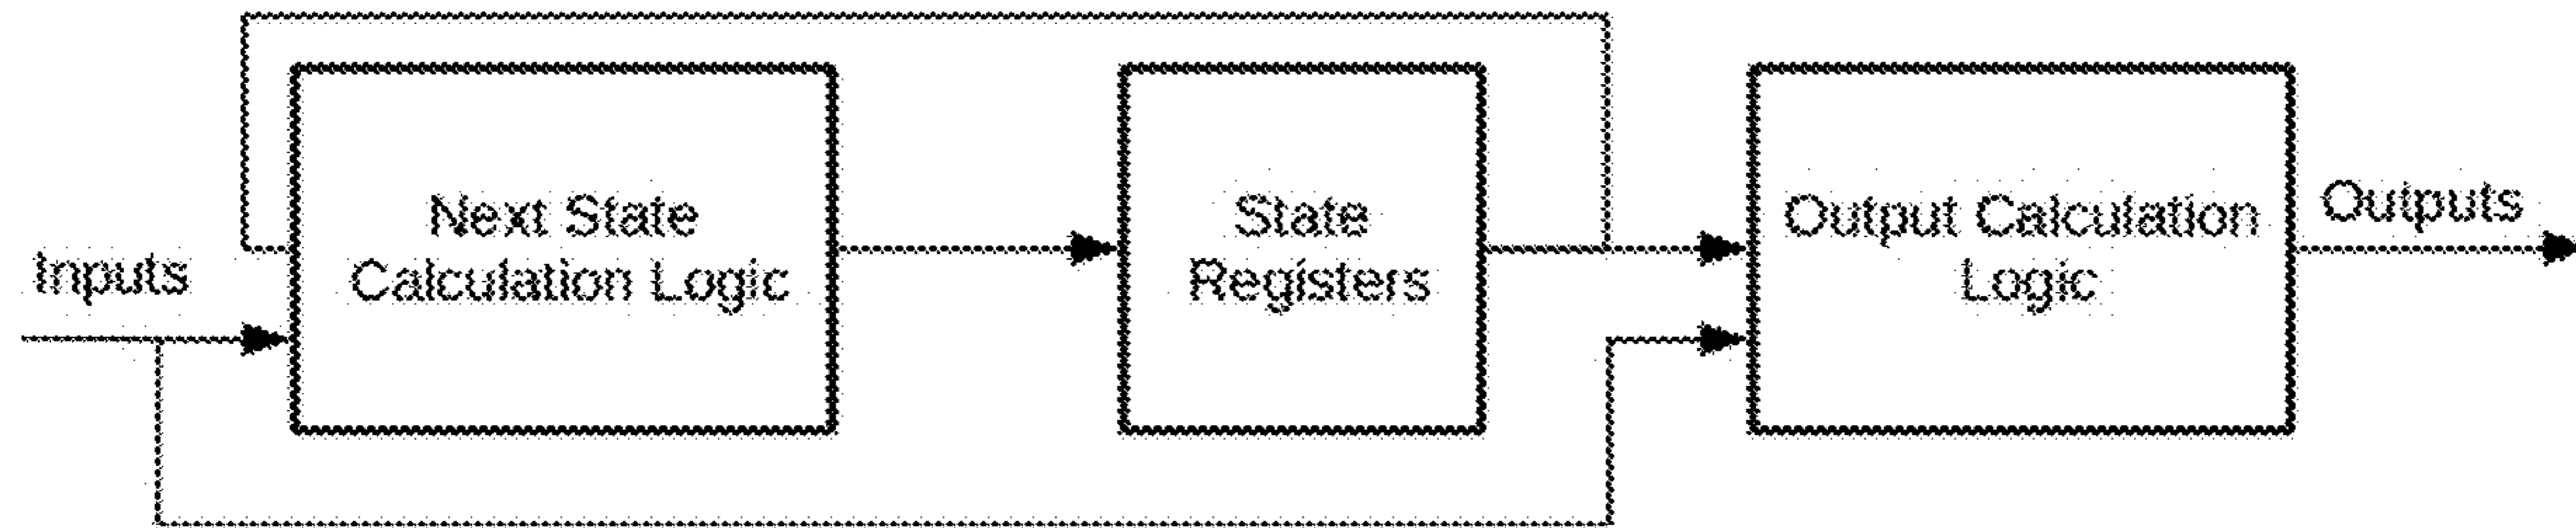 Inputs
Next State
Calculation Logic
State
Registers
Output Calculation
Logic
Outputs